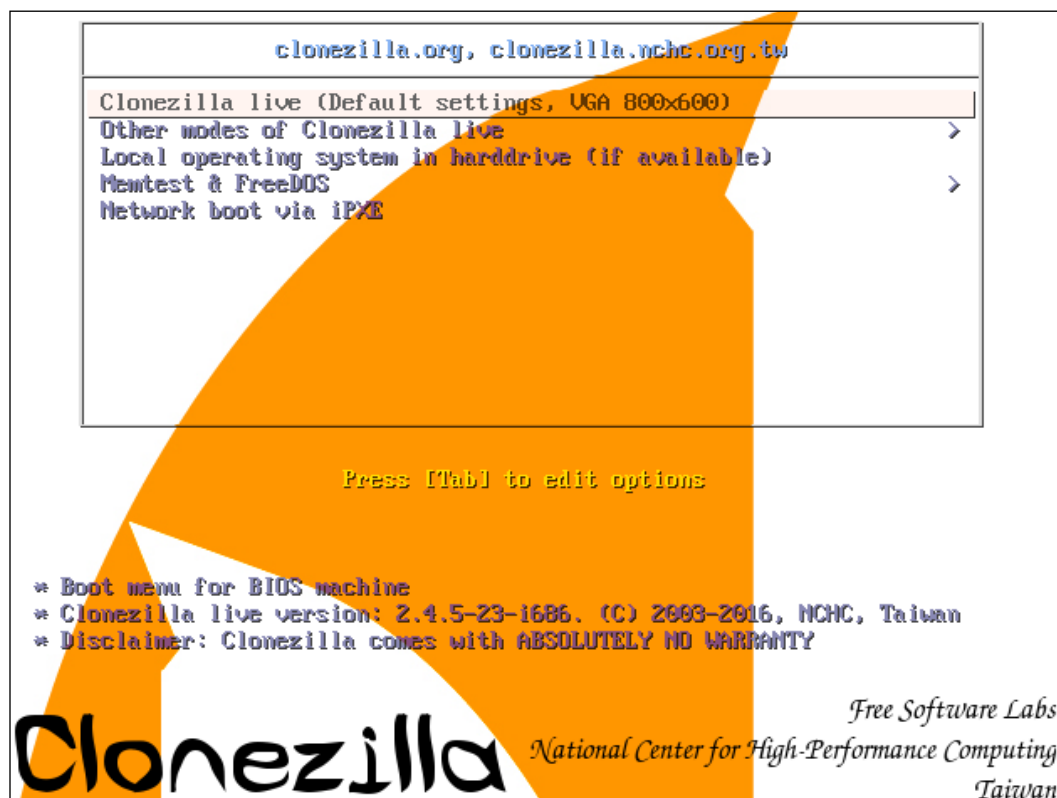 clonezilla.org, clonezilla.nchc.org.tw
Clonezilla live (Default settings, VGA 800x600)
Other modes of Clonezilla live >
Local operating system in harddrive (if available)
Memtest & FreeDOS >
Network boot via iPXE
Press [Tab] to edit options
* Boot menu for BIOS machine
* Clonezilla live version: 2.4.5-23-i686. (C) 2003-2016, NCHC, Taiwan
* Disclaimer: Clonezilla comes with ABSOLUTELY NO WARRANTY
Clonezilla
Free Software Labs
National Center for High-Performance Computing
Taiwan